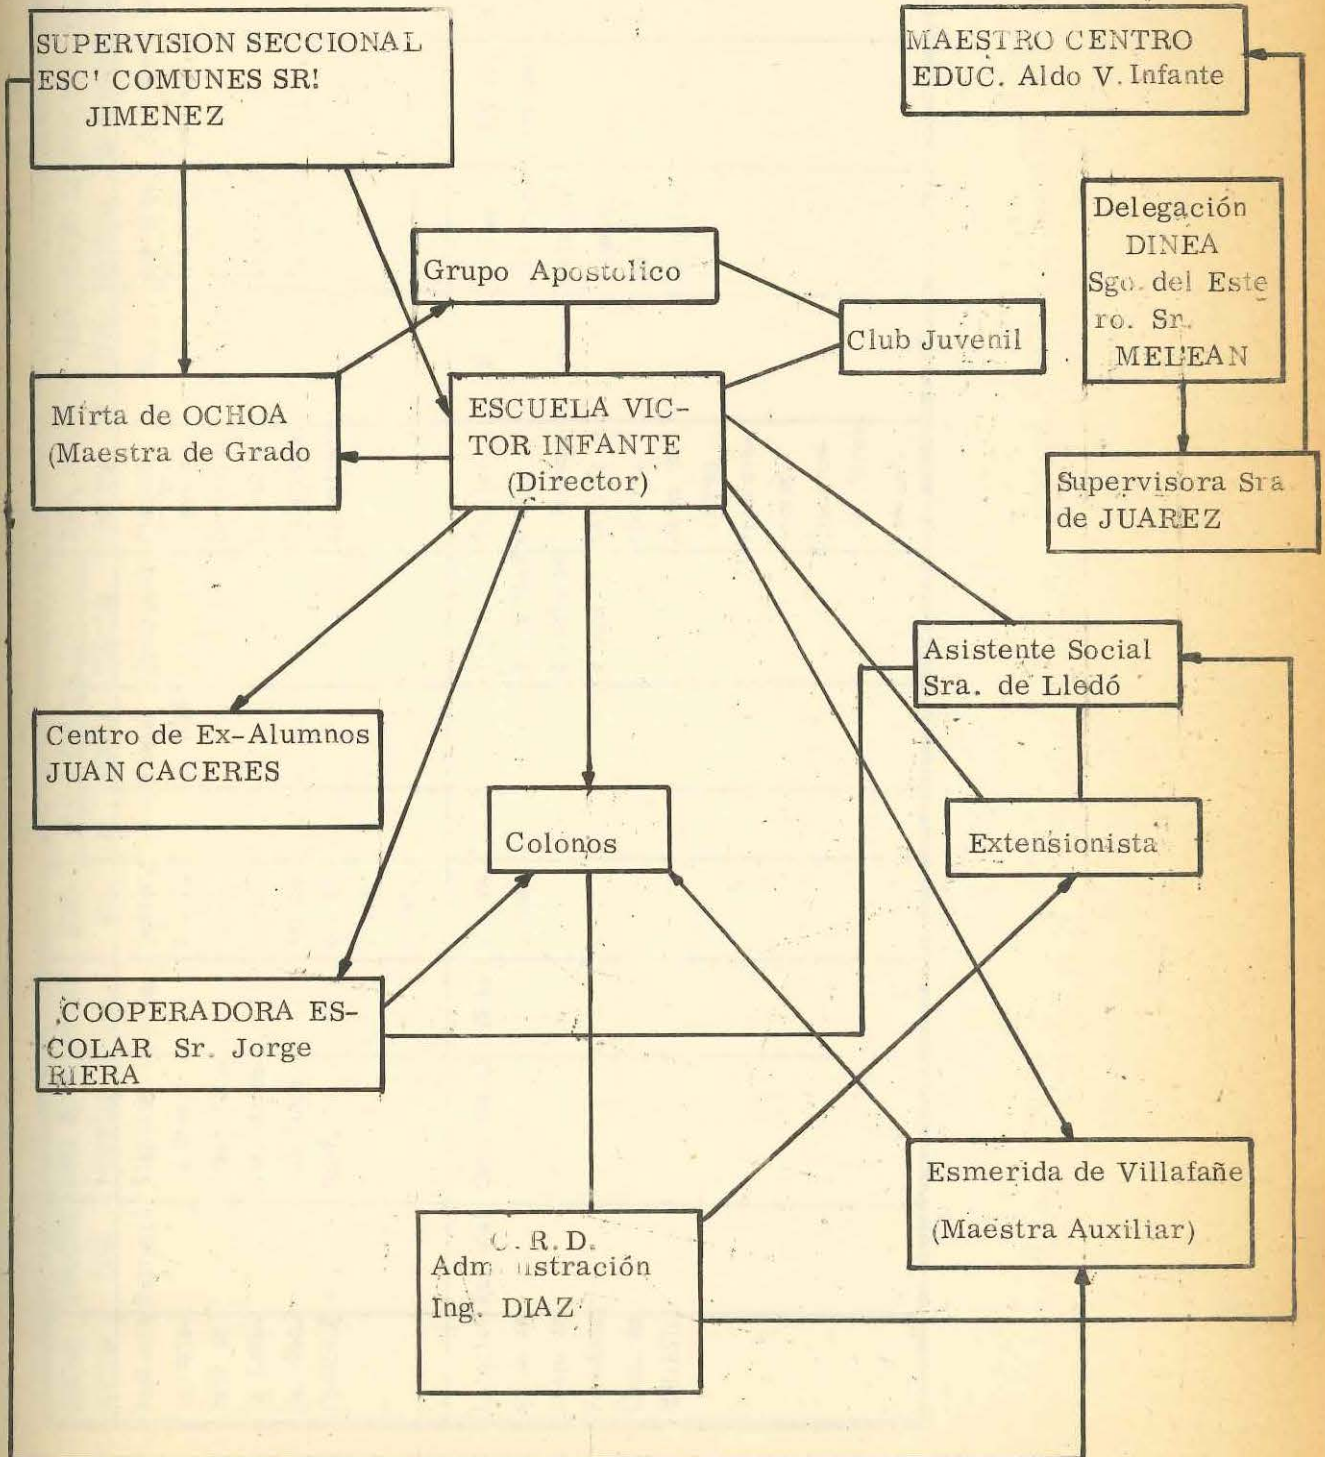 SUPERVISION SECCIONAL
ESC' COMUNES SR!
JIMENEZ
MAESTRO CENTRO
EDUC. Aldo V. Infante
Delegación
DINEA
Sgo. del Este
ro. Sr.
MELEAN
Grupo Apostolico
Club Juvenil
Mirta de OCHOA
(Maestra de Grado
ESCUELA VIC-
TOR INFANTE
(Director)
Supervisora Sra
de JUAREZ
Asistente Social
Sra. de Lledó
Centro de Ex-Alumnos
JUAN CACERES
Colonos
Extensionista
COOPERADORA ES-
COLAR Sr. Jorge
RIERA
Esmerida de Villafañe
(Maestra Auxiliar)
C. R. D.
Administración
Ing. DIAZ